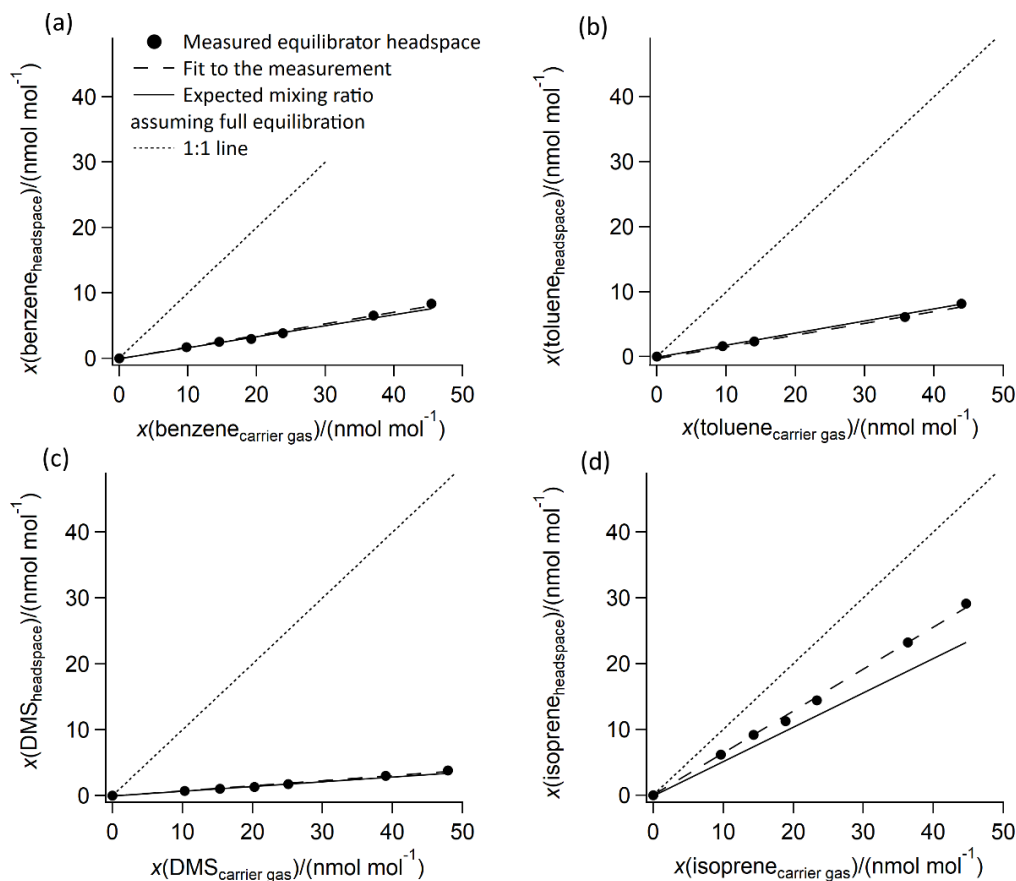 (a)
Measured equilibrator headspace
Fit to the measurement
Expected mixing ratio
assuming full equilibration
1:1 line
x(benzene_headspace)/(nmol mol⁻¹)
40
30
20
10
0
0 10 20 30 40 50
x(benzene_carrier gas)/(nmol mol⁻¹)
(b)
x(toluene_headspace)/(nmol mol⁻¹)
40
30
20
10
0
0 10 20 30 40 50
x(toluene_carrier gas)/(nmol mol⁻¹)
(c)
x(DMS_headspace)/(nmol mol⁻¹)
40
30
20
10
0
0 10 20 30 40 50
x(DMS_carrier gas)/(nmol mol⁻¹)
(d)
x(isoprene_headspace)/(nmol mol⁻¹)
40
30
20
10
0
0 10 20 30 40 50
x(isoprene_carrier gas)/(nmol mol⁻¹)